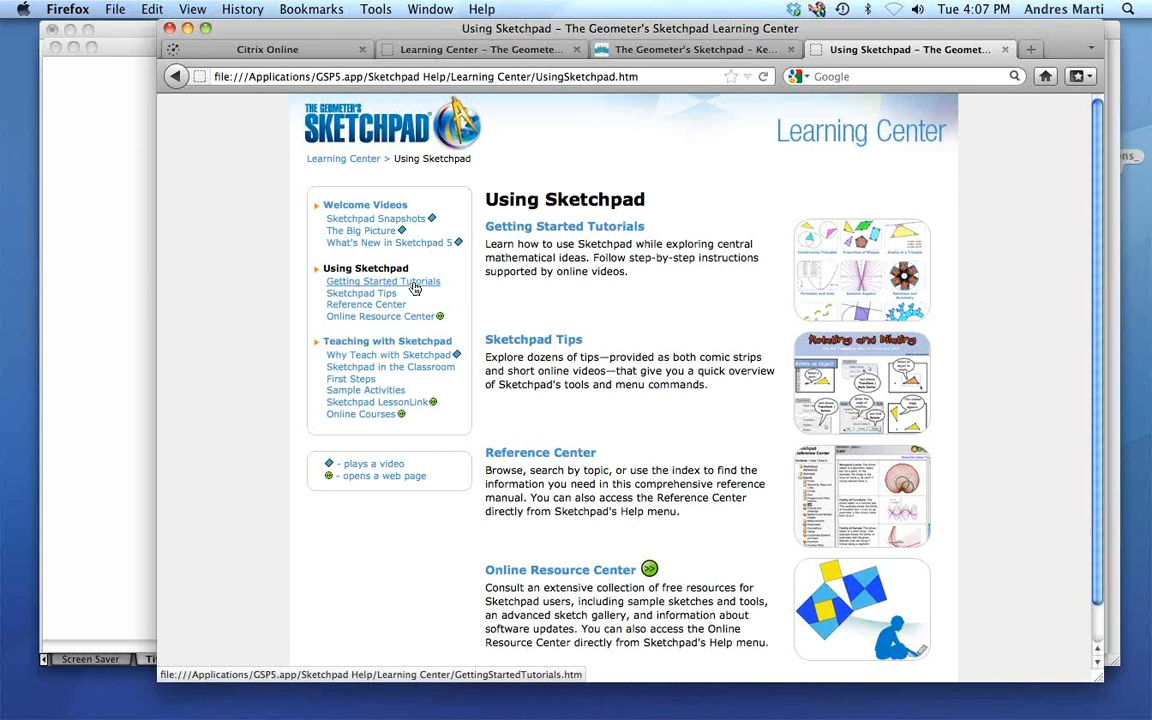 Firefox File Edit View History Bookmarks Tools Window Help Tue 4:07 PM Andres Marti
Using Sketchpad – The Geometer's Sketchpad Learning Center
Citrix Online
Learning Center – The Geomete...
The Geometer's Sketchpad – Ke...
Using Sketchpad – The Geomet...
file:///Applications/GSP5.app/Sketchpad Help/Learning Center/UsingSketchpad.htm
Google
THE GEOMETER'S
SKETCHPAD
Learning Center
Learning Center > Using Sketchpad
Welcome Videos
Sketchpad Snapshots
The Big Picture
What's New in Sketchpad 5
Using Sketchpad
Getting Started Tutorials
Sketchpad Tips
Reference Center
Online Resource Center
Teaching with Sketchpad
Why Teach with Sketchpad
Sketchpad in the Classroom
First Steps
Sample Activities
Sketchpad LessonLink
Online Courses
- plays a video
- opens a web page
Using Sketchpad
Getting Started Tutorials
Learn how to use Sketchpad while exploring central
mathematical ideas. Follow step-by-step instructions
supported by online videos.
Sketchpad Tips
Explore dozens of tips—provided as both comic strips
and short online videos—that give you a quick overview
of Sketchpad's tools and menu commands.
Rotating and Dilating
Reference Center
Browse, search by topic, or use the index to find the
information you need in this comprehensive reference
manual. You can also access the Reference Center
directly from Sketchpad's Help menu.
Online Resource Center >>
Consult an extensive collection of free resources for
Sketchpad users, including sample sketches and tools,
an advanced sketch gallery, and information about
software updates. You can also access the Online
Resource Center directly from Sketchpad's Help menu.
ns_
Screen Saver
file:///Applications/GSP5.app/Sketchpad Help/Learning Center/GettingStartedTutorials.htm